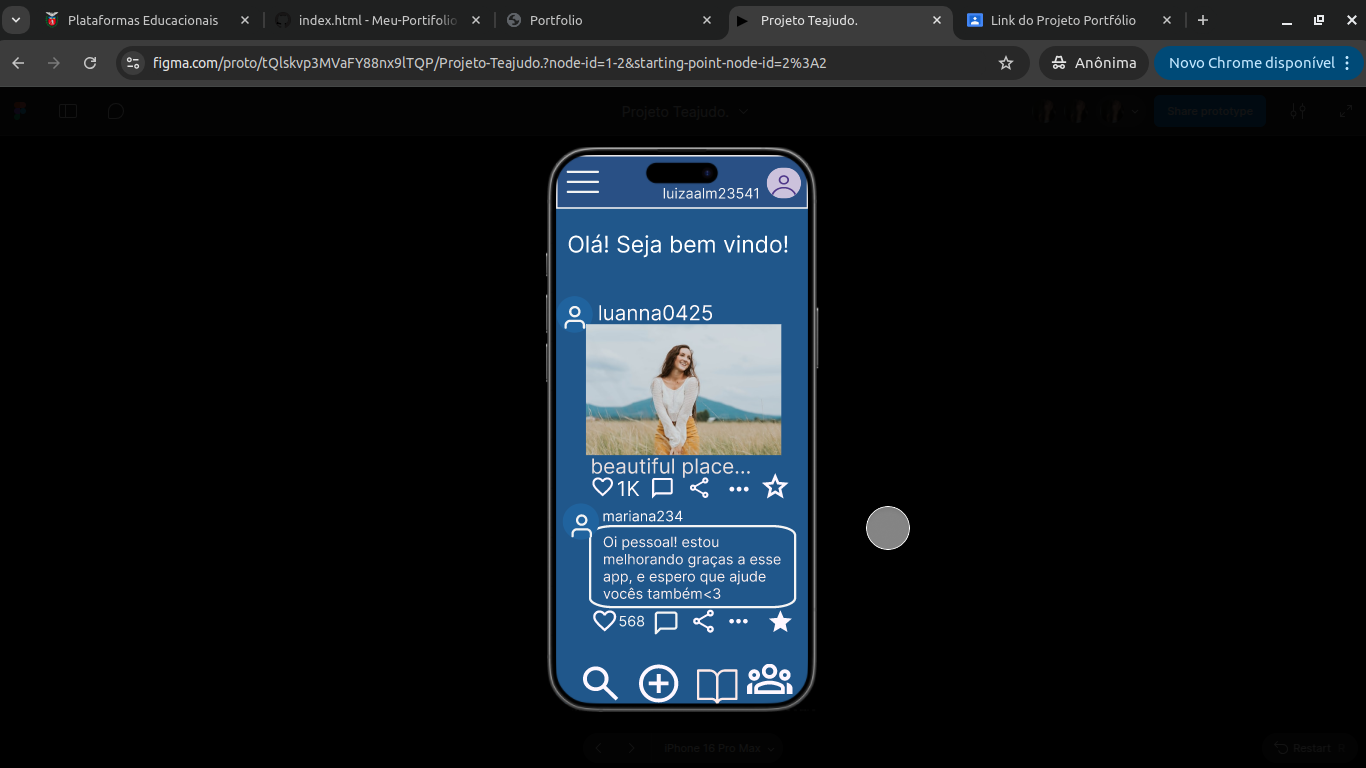 Plataformas Educacionais
index.html - Meu-Portifolio
Portfolio
Projeto Teajudo.
Link do Projeto Portfólio
figma.com/proto/tQlskvp3MVaFY88nx9lTQP/Projeto-Teajudo.?node-id=1-2&starting-point-node-id=2%3A2
Anônima
Novo Chrome disponível
Projeto Teajudo.
Share prototype
luizaalm23541
Olá! Seja bem vindo!
luanna0425
beautiful place...
1K
mariana234
Oi pessoal! estou
melhorando graças a esse
app, e espero que ajude
vocês também<3
568
iPhone 16 Pro Max
Restart